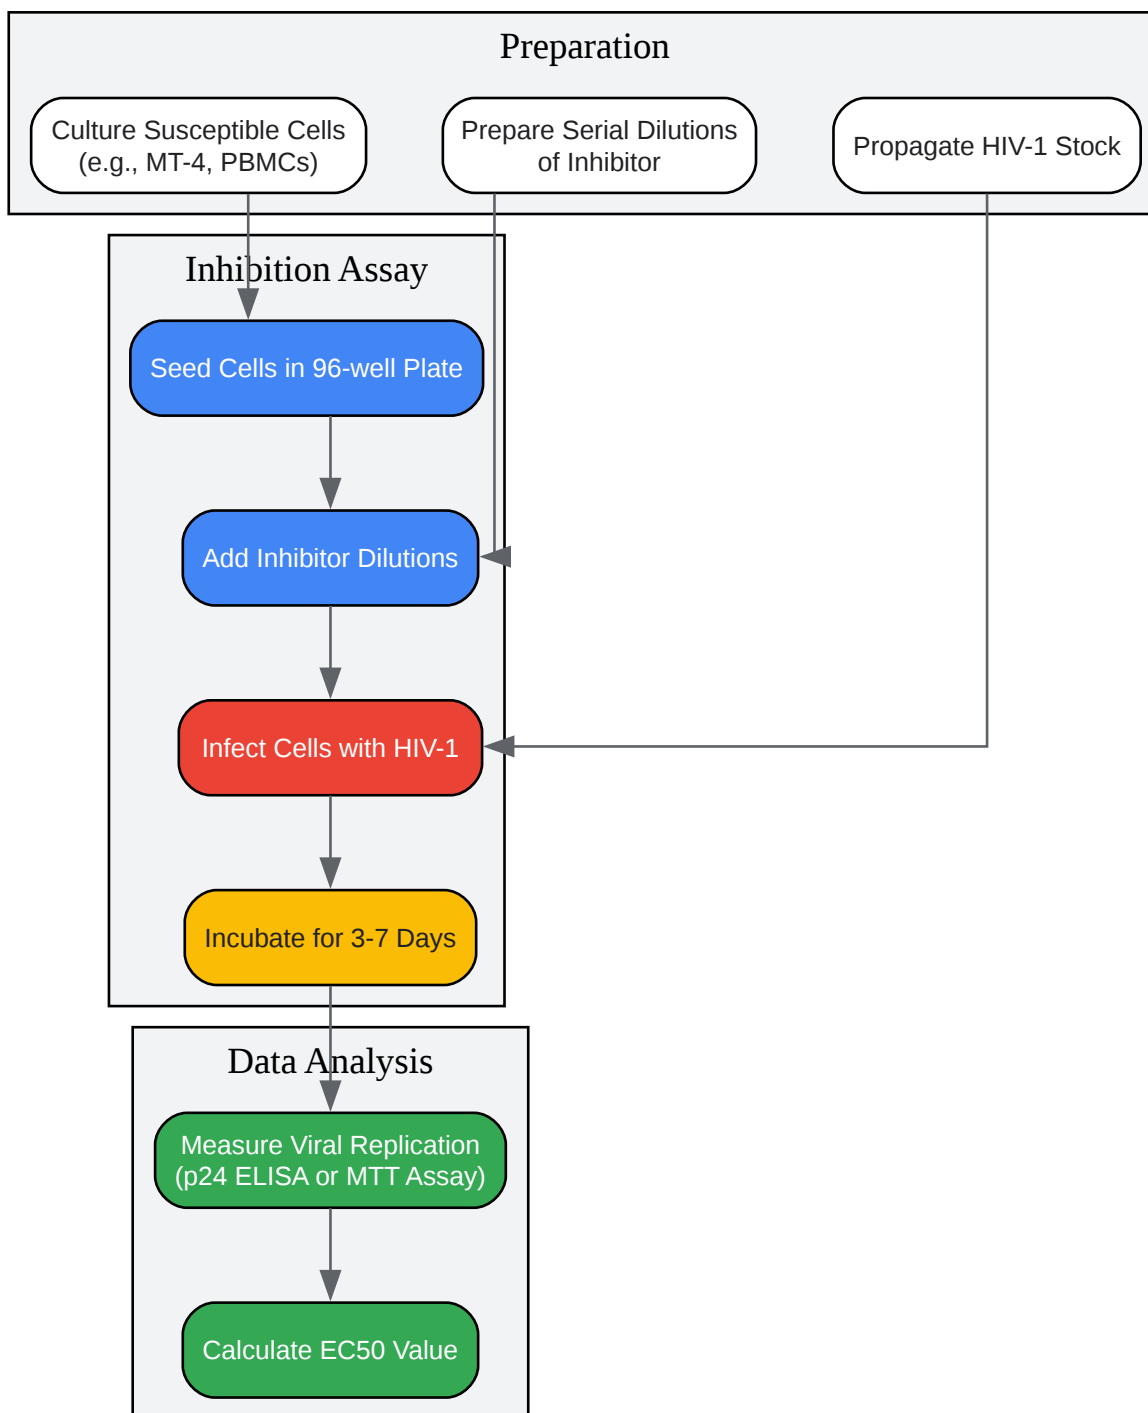 Preparation
Culture Susceptible Cells
(e.g., MT-4, PBMCs)
Prepare Serial Dilutions
of Inhibitor
Propagate HIV-1 Stock
Inhibition Assay
Seed Cells in 96-well Plate
Add Inhibitor Dilutions
Infect Cells with HIV-1
Incubate for 3-7 Days
Data Analysis
Measure Viral Replication
(p24 ELISA or MTT Assay)
Calculate EC50 Value